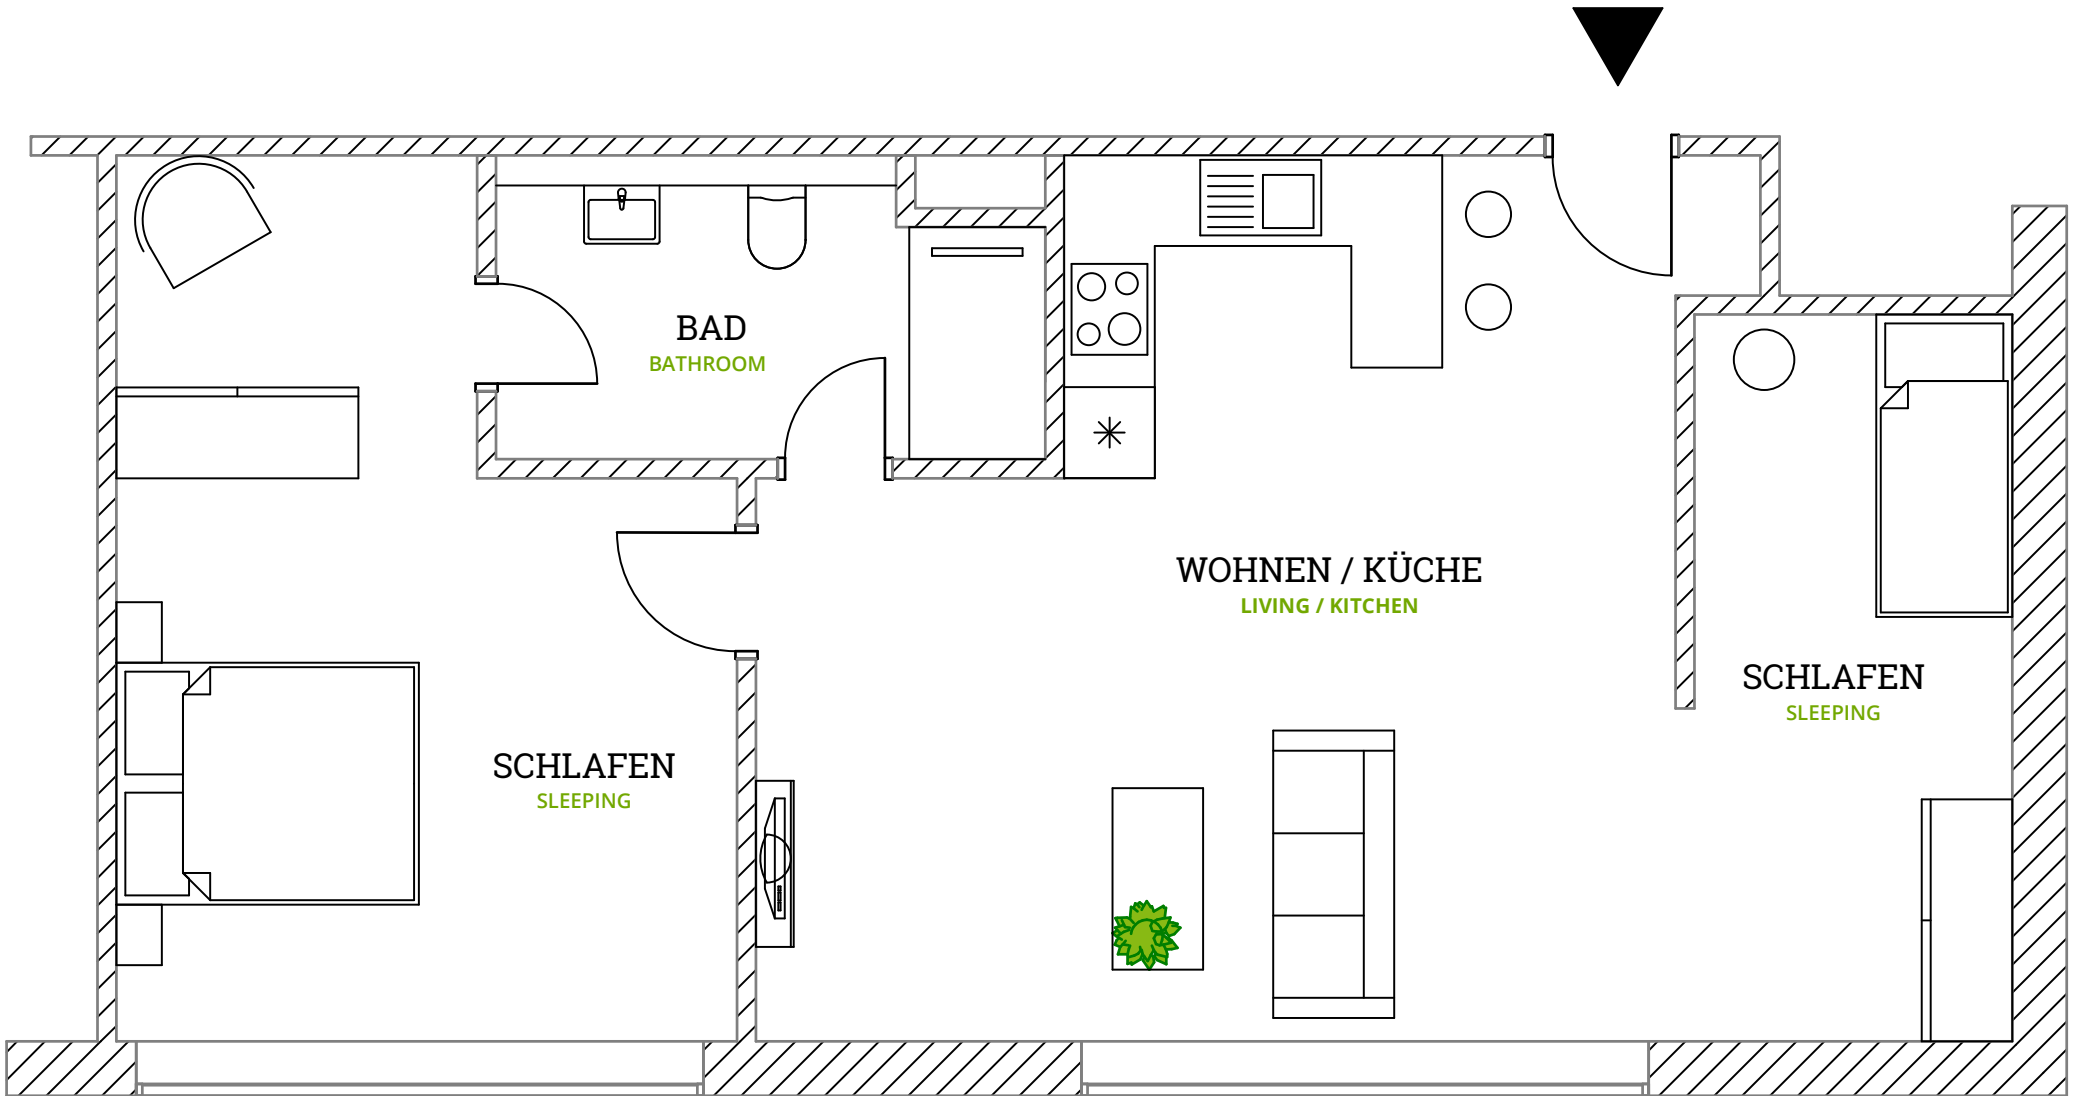 BAD
BATHROOM
WOHNEN / KÜCHE
LIVING / KITCHEN
SCHLAFEN
SLEEPING
SCHLAFEN
SLEEPING